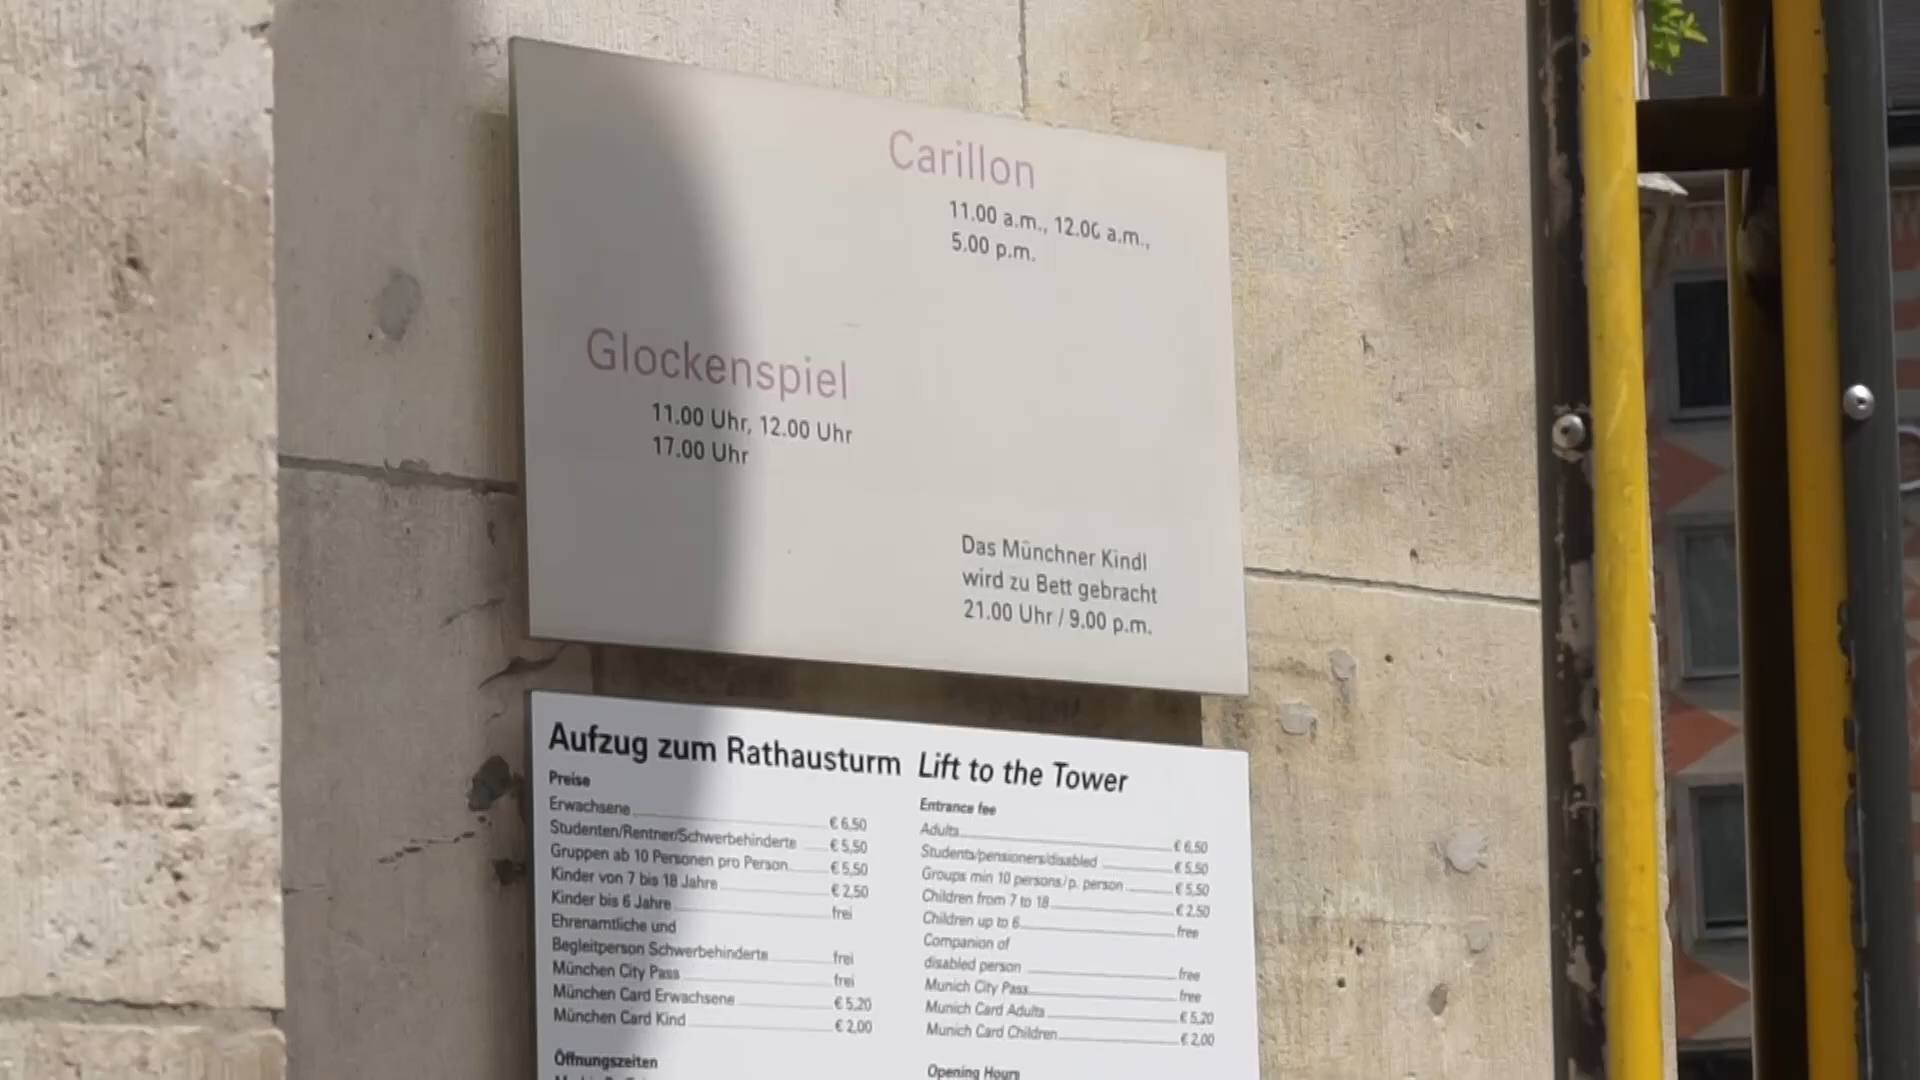 Carillon
11.00 a.m., 12.00 a.m.,
5.00 p.m.
Glockenspiel
11.00 Uhr, 12.00 Uhr
17.00 Uhr
Das Münchner Kindl
wird zu Bett gebracht
21.00 Uhr / 9.00 p.m.
Aufzug zum Rathausturm Lift to the Tower
Preise
Erwachsene € 6,50
Studenten/Rentner/Schwerbehinderte € 5,50
Gruppen ab 10 Personen pro Person € 5,50
Kinder von 7 bis 18 Jahre € 2,50
Kinder bis 6 Jahre frei
Ehrenamtliche und
Begleitperson Schwerbehinderte frei
München City Pass frei
München Card Erwachsene € 5,20
München Card Kind € 2,00
Öffnungszeiten
Entrance fee
Adults € 6,50
Students/pensioners/disabled € 5,50
Groups min 10 persons/p. person € 5,50
Children from 7 to 18 € 2,50
Children up to 6 free
Companion of
disabled person free
Munich City Pass free
Munich Card Adults € 5,20
Munich Card Children € 2,00
Opening Hours